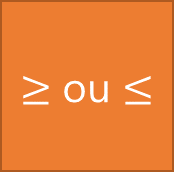 ≥ ou ≤